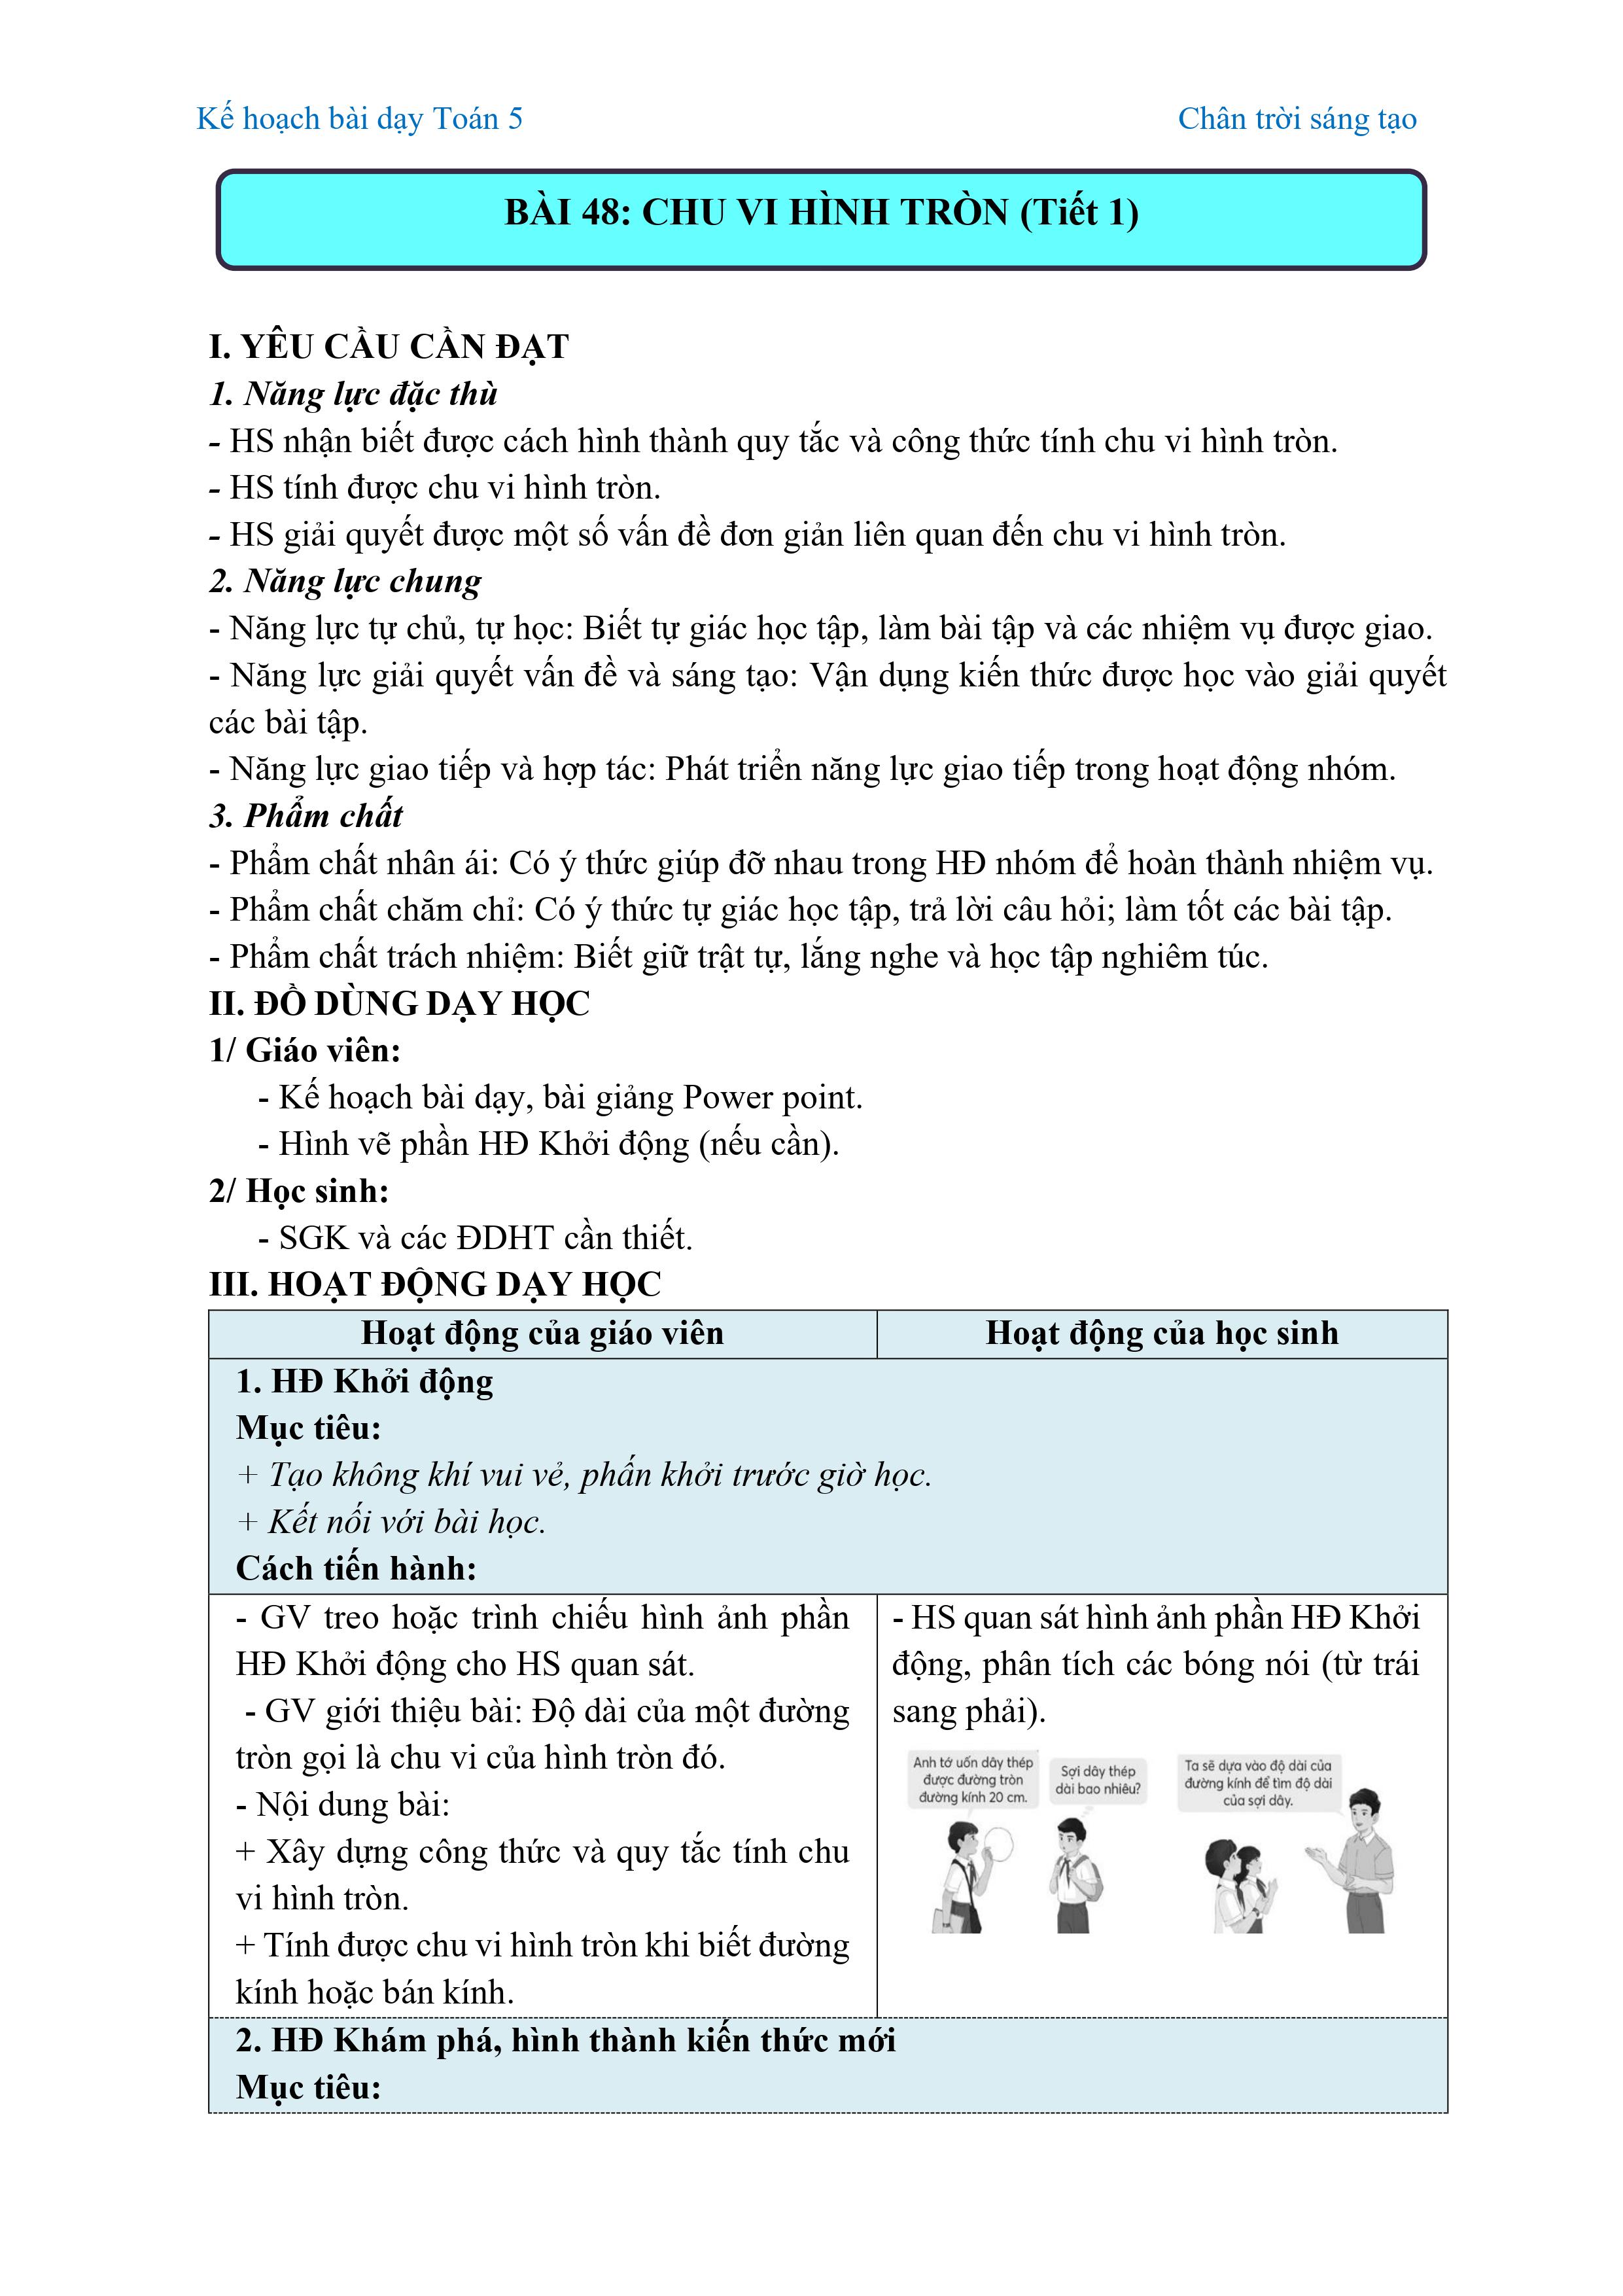 Kế hoạch bài dạy Toán 5
Chân trời sáng tạo
BÀI 48: CHU VI HÌNH TRÒN (Tiết 1)
I. YÊU CẦU CẦN ĐẠT
1. Năng lực đặc thù
- HS nhận biết được cách hình thành quy tắc và công thức tính chu vi hình tròn.
- HS tính được chu vi hình tròn.
- HS giải quyết được một số vấn đề đơn giản liên quan đến chu vi hình tròn.
2. Năng lực chung
- Năng lực tự chủ, tự học: Biết tự giác học tập, làm bài tập và các nhiệm vụ được giao.
- Năng lực giải quyết vấn đề và sáng tạo: Vận dụng kiến thức được học vào giải quyết
các bài tập.
- Năng lực giao tiếp và hợp tác: Phát triển năng lực giao tiếp trong hoạt động nhóm.
3. Phẩm chất
- Phẩm chất nhân ái: Có ý thức giúp đỡ nhau trong HĐ nhóm để hoàn thành nhiệm vụ.
- Phẩm chất chăm chỉ: Có ý thức tự giác học tập, trả lời câu hỏi; làm tốt các bài tập.
- Phẩm chất trách nhiệm: Biết giữ trật tự, lắng nghe và học tập nghiêm túc.
II. ĐỒ DÙNG DẠY HỌC
1/ Giáo viên:
- Kế hoạch bài dạy, bài giảng Power point.
- Hình vẽ phần HĐ Khởi động (nếu cần).
2/ Học sinh:
- SGK và các ĐDHT cần thiết.
III. HOẠT ĐỘNG DẠY HỌC
Hoạt động của giáo viên
Hoạt động của học sinh
1. HĐ Khởi động
Mục tiêu:
+ Tạo không khí vui vẻ, phấn khởi trước giờ học.
+ Kết nối với bài học.
Cách tiến hành:
- GV treo hoặc trình chiếu hình ảnh phần
HĐ Khởi động cho HS quan sát.
- GV giới thiệu bài: Độ dài của một đường
tròn gọi là chu vi của hình tròn đó.
- Nội dung bài:
+ Xây dựng công thức và quy tắc tính chu
vi hình tròn.
+ Tính được chu vi hình tròn khi biết đường
kính hoặc bán kính.
- HS quan sát hình ảnh phần HĐ Khởi
động, phân tích các bóng nói (từ trái
sang phải).
Anh tớ uốn dây thép
được đường tròn
đường kính 20 cm.
Sợi dây thép
dài bao nhiêu?
Ta sẽ dựa vào độ dài của
đường kính để tìm độ dài
của sợi dây.
2. HĐ Khám phá, hình thành kiến thức mới
Mục tiêu: